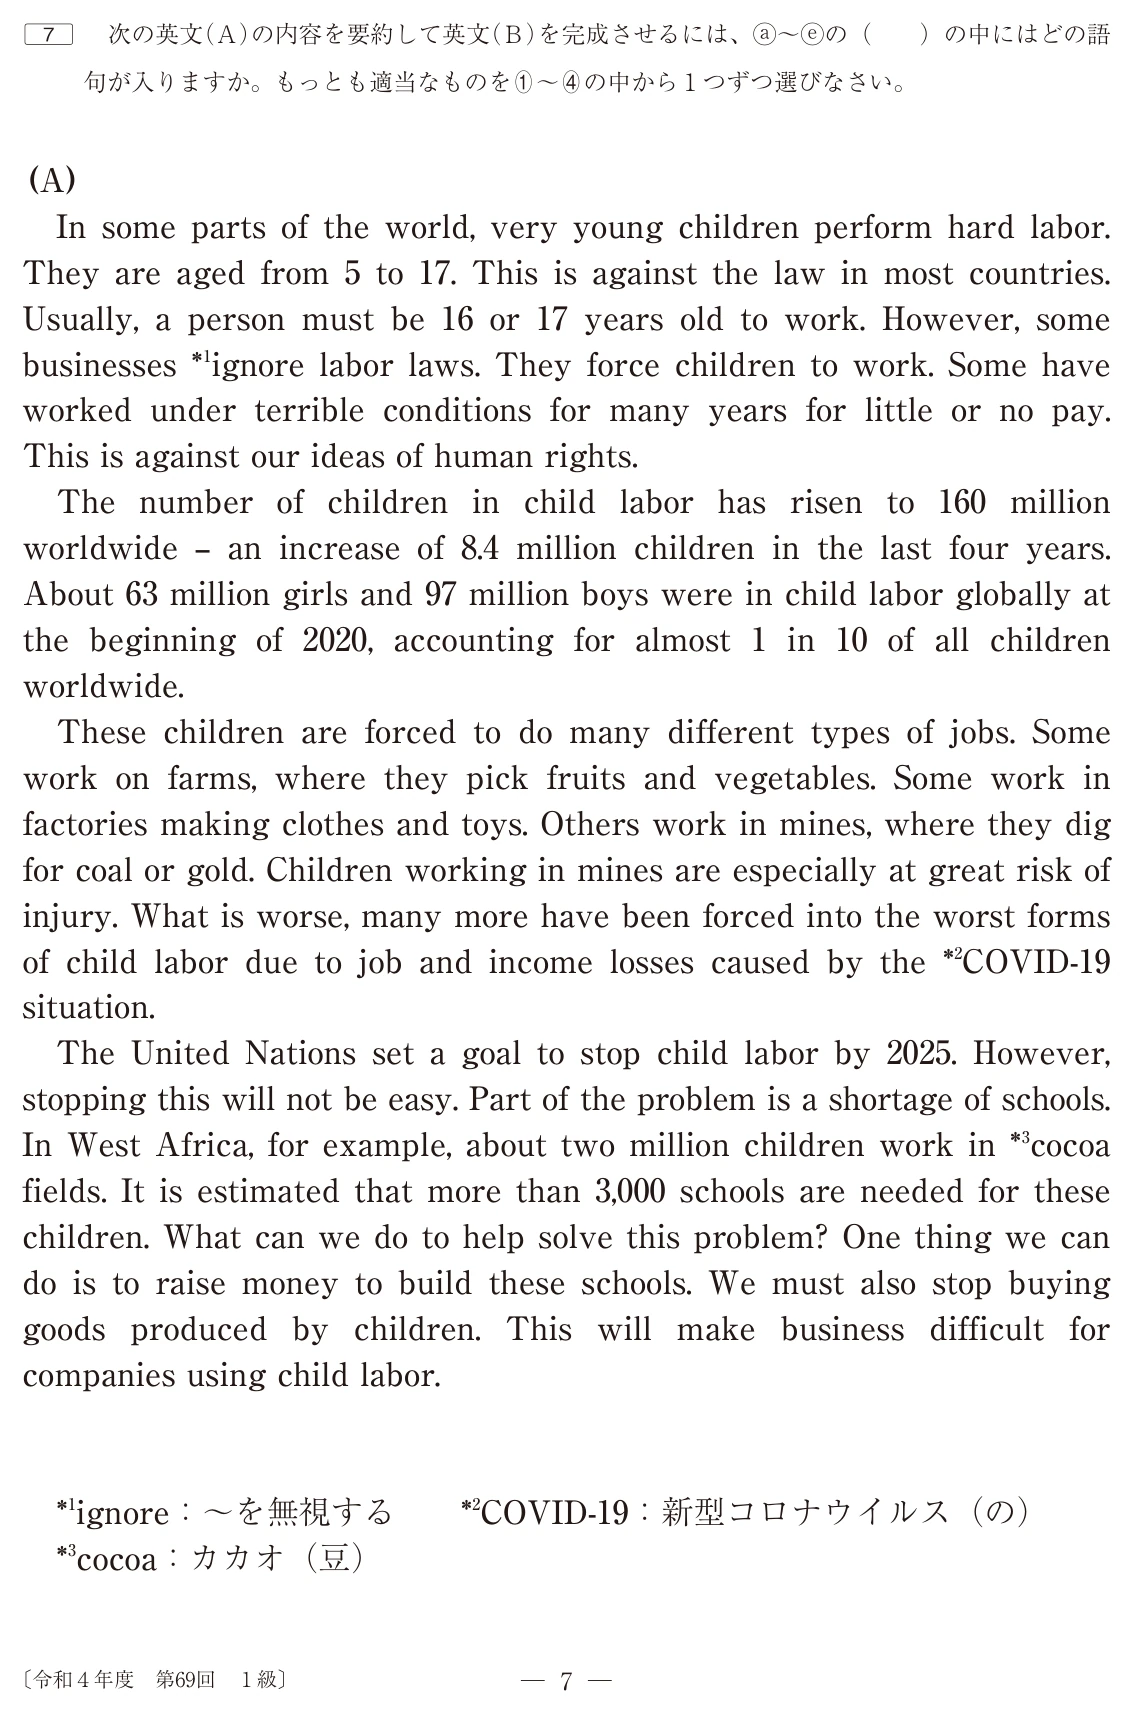 7 次の英文(A)の内容を要約して英文(B)を完成させるには、ⓐ～ⓔの（　　）の中にはどの語
句が入りますか。もっとも適当なものを①～④の中から１つずつ選びなさい。
(A)
In some parts of the world, very young children perform hard labor.
They are aged from 5 to 17. This is against the law in most countries.
Usually, a person must be 16 or 17 years old to work. However, some
businesses *1ignore labor laws. They force children to work. Some have
worked under terrible conditions for many years for little or no pay.
This is against our ideas of human rights.
The number of children in child labor has risen to 160 million
worldwide – an increase of 8.4 million children in the last four years.
About 63 million girls and 97 million boys were in child labor globally at
the beginning of 2020, accounting for almost 1 in 10 of all children
worldwide.
These children are forced to do many different types of jobs. Some
work on farms, where they pick fruits and vegetables. Some work in
factories making clothes and toys. Others work in mines, where they dig
for coal or gold. Children working in mines are especially at great risk of
injury. What is worse, many more have been forced into the worst forms
of child labor due to job and income losses caused by the *2COVID-19
situation.
The United Nations set a goal to stop child labor by 2025. However,
stopping this will not be easy. Part of the problem is a shortage of schools.
In West Africa, for example, about two million children work in *3cocoa
fields. It is estimated that more than 3,000 schools are needed for these
children. What can we do to help solve this problem? One thing we can
do is to raise money to build these schools. We must also stop buying
goods produced by children. This will make business difficult for
companies using child labor.
*1ignore：～を無視する　*2COVID-19：新型コロナウイルス（の）
*3cocoa：カカオ（豆）
〔令和４年度　第69回　１級〕　— 7 —